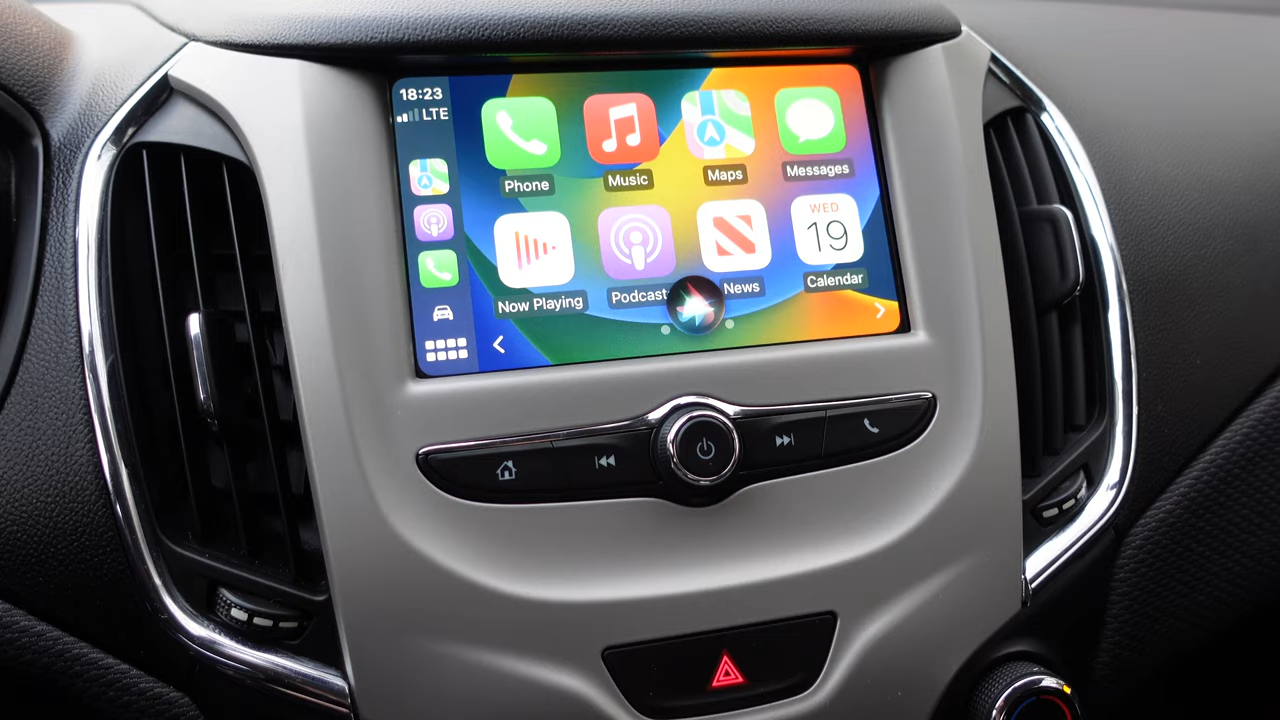 18:23
LTE
Phone
Music
Maps
Messages
WED
19
Now Playing
Podcasts
News
Calendar